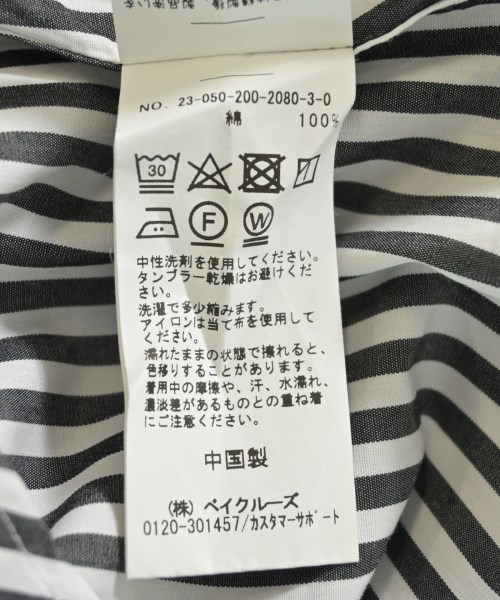 NO. 23-050-200-2080-3-0
綿 100%
30
F W
中性洗剤を使用してください。
タンブラー乾燥はお避けくださ
い。
洗濯で多少縮みます。
アイロンは当て布を使用して
ください。
濡れたままの状態で擦れると、
色移りすることがあります。
着用中の摩擦や、汗、水濡れ、
濃淡差があるものとの重ね着
にご注意ください。
中国製
(株) ベイクルーズ
0120-301457/カスタマーサポート